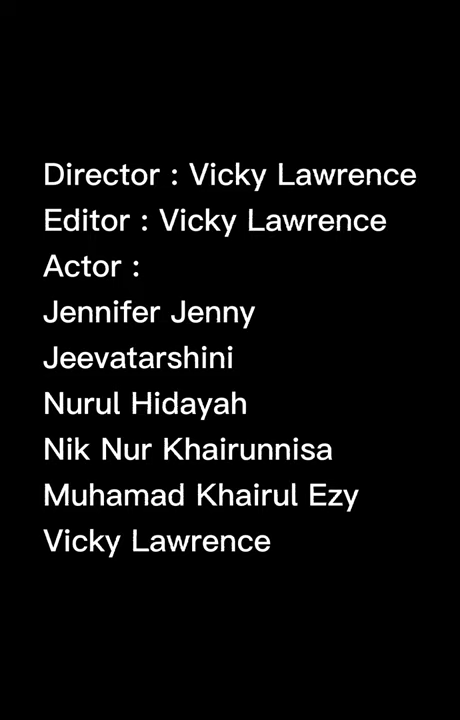 Director : Vicky Lawrence
Editor : Vicky Lawrence
Actor :
Jennifer Jenny
Jeevatarshini
Nurul Hidayah
Nik Nur Khairunnisa
Muhamad Khairul Ezy
Vicky Lawrence